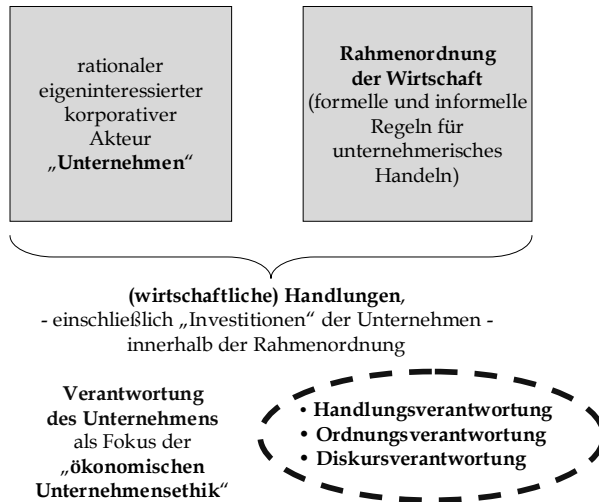 rationaler
eigeninteressierter
korporativer
Akteur
„Unternehmen“
Rahmenordnung
der Wirtschaft
(formelle und informelle
Regeln für
unternehmerisches
Handeln)
(wirtschaftliche) Handlungen,
- einschließlich „Investitionen“ der Unternehmen -
innerhalb der Rahmenordnung
Verantwortung
des Unternehmens
als Fokus der
„ökonomischen
Unternehmensethik“
• Handlungsverantwortung
• Ordnungsverantwortung
• Diskursverantwortung